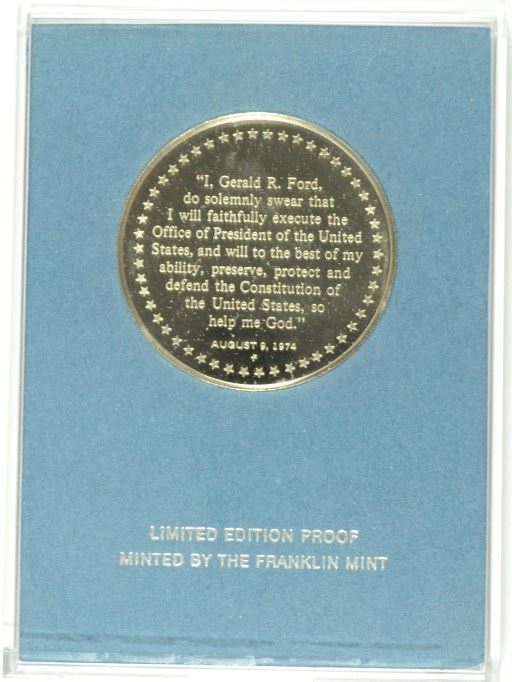 "I, Gerald R. Ford,
do solemnly swear that
I will faithfully execute the
Office of President of the United
States, and will to the best of my
ability, preserve, protect and
defend the Constitution of
the United States, so
help me God."
AUGUST 9, 1974
LIMITED EDITION PROOF
MINTED BY THE FRANKLIN MINT